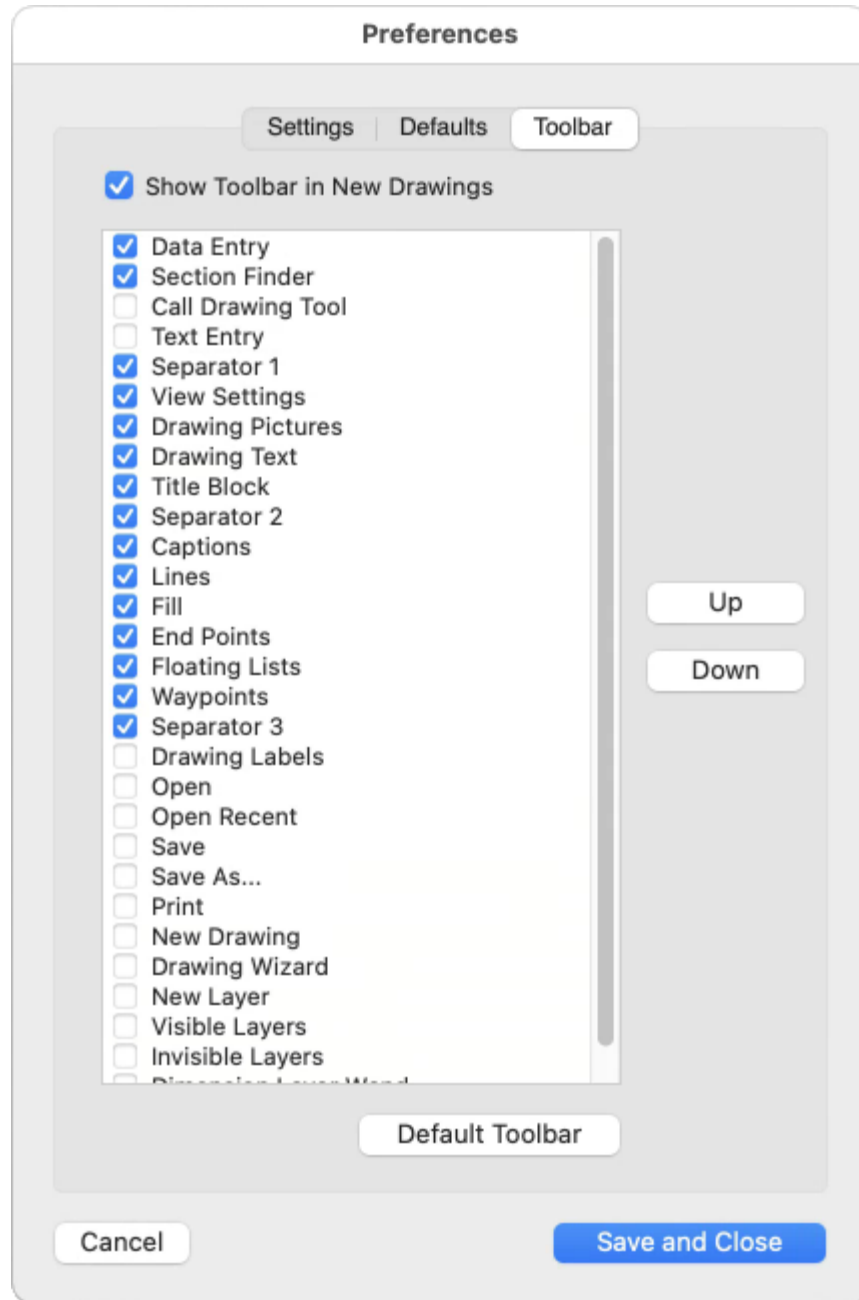 Preferences
Settings Defaults Toolbar
Show Toolbar in New Drawings
Data Entry
Section Finder
Call Drawing Tool
Text Entry
Separator 1
View Settings
Drawing Pictures
Drawing Text
Title Block
Separator 2
Captions
Lines
Fill
End Points
Floating Lists
Waypoints
Separator 3
Drawing Labels
Open
Open Recent
Save
Save As...
Print
New Drawing
Drawing Wizard
New Layer
Visible Layers
Invisible Layers
Up
Down
Default Toolbar
Cancel Save and Close